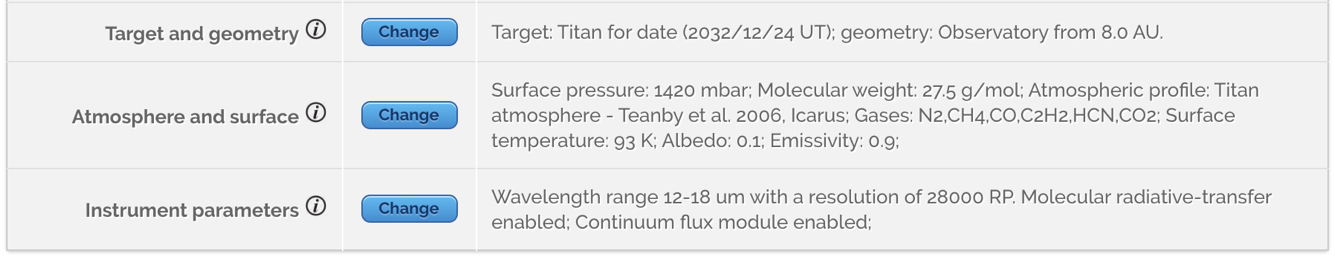 Target and geometry i Change Target: Titan for date (2032/12/24 UT); geometry: Observatory from 8.0 AU.
Atmosphere and surface i Change Surface pressure: 1420 mbar; Molecular weight: 27.5 g/mol; Atmospheric profile: Titan
atmosphere - Teanby et al. 2006, Icarus; Gases: N2,CH4,CO,C2H2,HCN,CO2; Surface
temperature: 93 K; Albedo: 0.1; Emissivity: 0.9;
Instrument parameters i Change Wavelength range 12-18 um with a resolution of 28000 RP. Molecular radiative-transfer
enabled; Continuum flux module enabled;